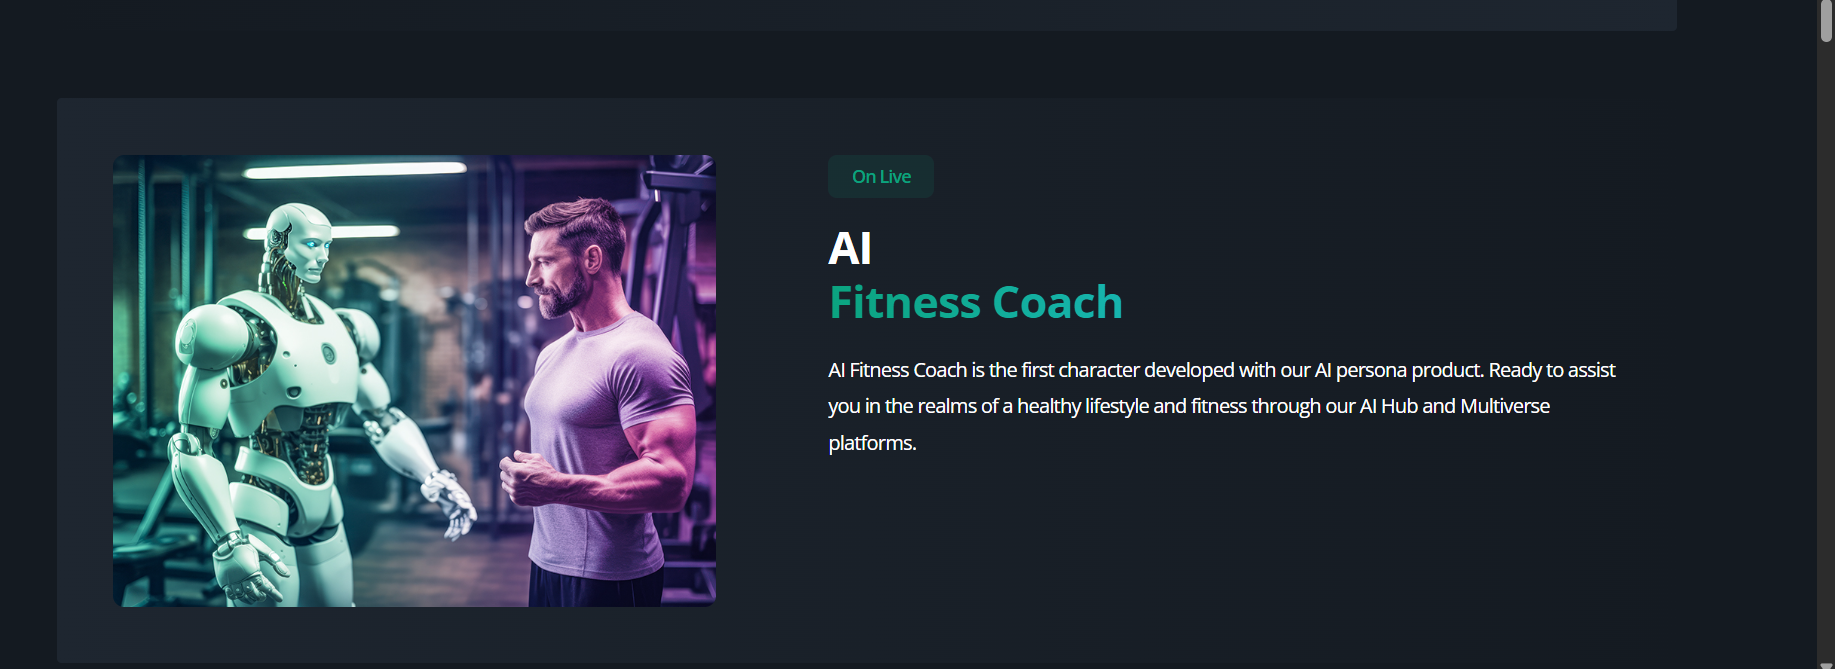 On Live
AI
Fitness Coach
AI Fitness Coach is the first character developed with our AI persona product. Ready to assist
you in the realms of a healthy lifestyle and fitness through our AI Hub and Multiverse
platforms.